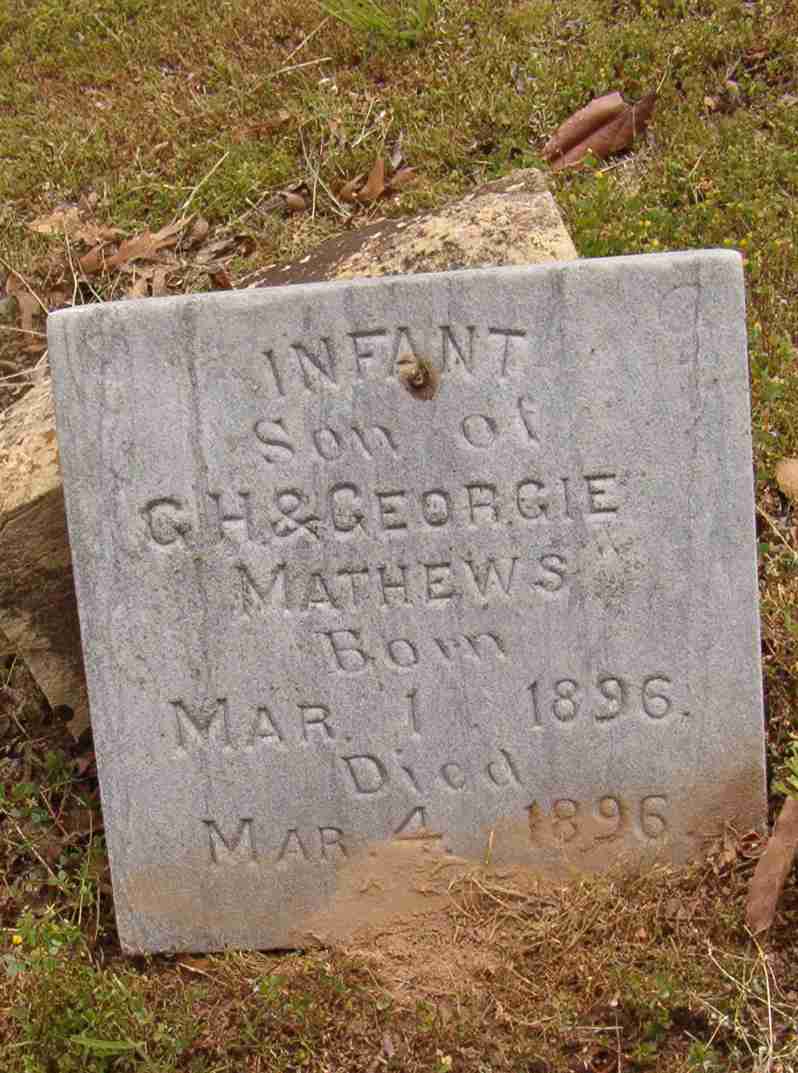 INFANT
Son of
G H & GEORGIE
MATHEWS
Born
MAR. 1. 1896.
Died
MAR. 4. 1896.